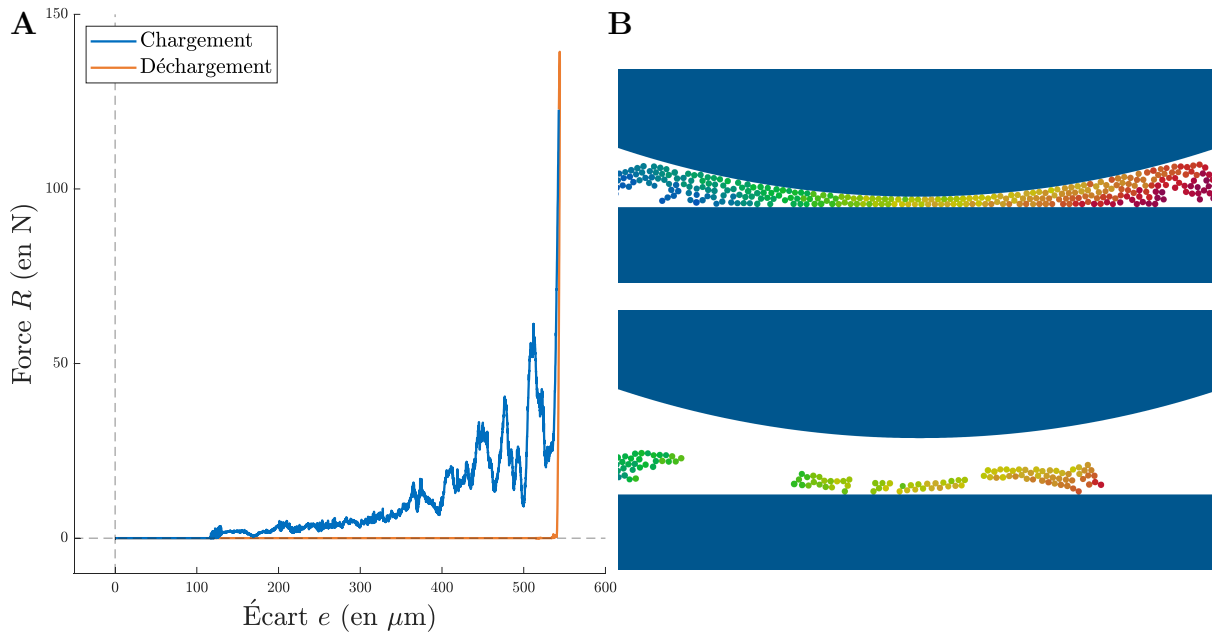 A
B
150
100
50
0
Chargement
Déchargement
Force R (en N)
0
100
200
300
400
500
600
Écart e (en μm)